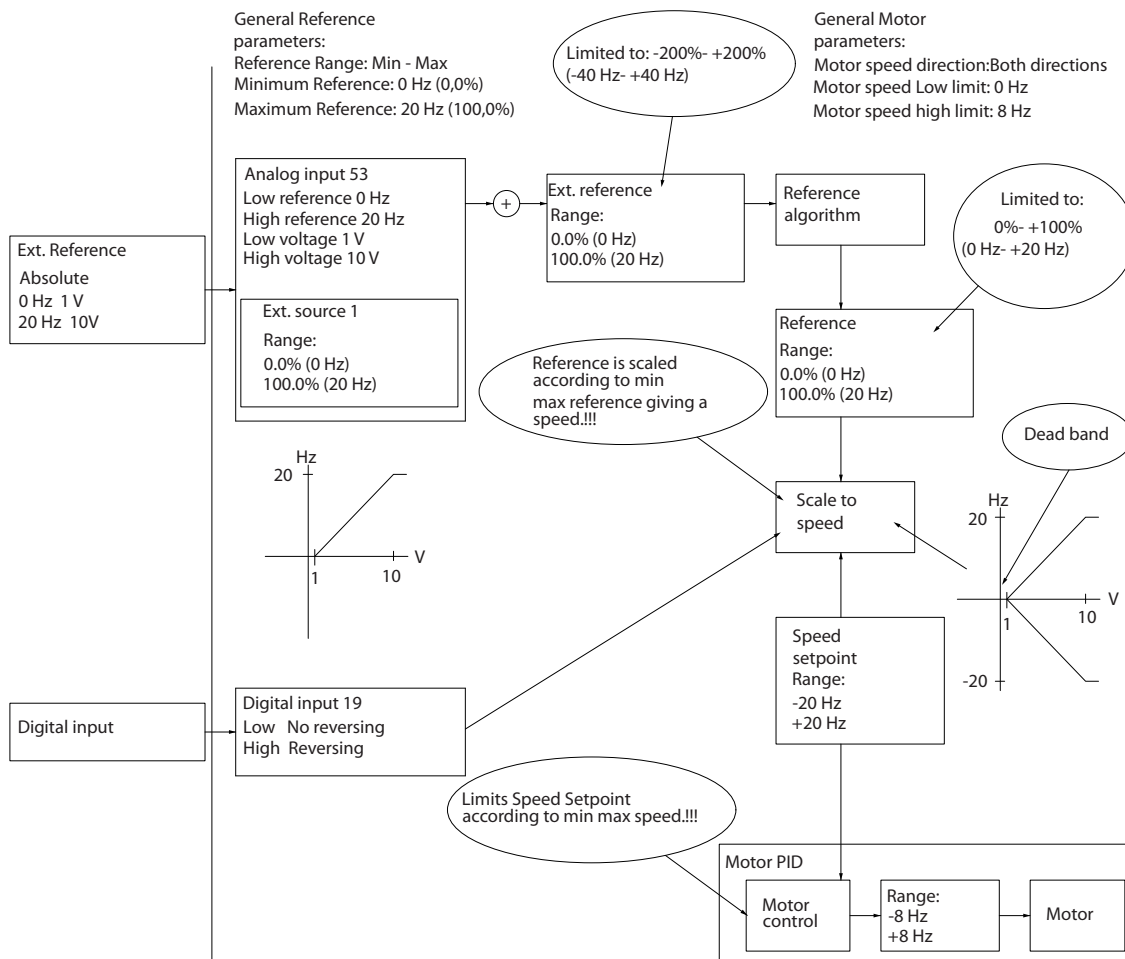 General Reference
parameters:
Reference Range: Min - Max
Minimum Reference: 0 Hz (0,0%)
Maximum Reference: 20 Hz (100,0%)
Limited to: -200%- +200%
(-40 Hz- +40 Hz)
General Motor
parameters:
Motor speed direction:Both directions
Motor speed Low limit: 0 Hz
Motor speed high limit: 8 Hz
Ext. Reference
Absolute
0 Hz 1 V
20 Hz 10V
Analog input 53
Low reference 0 Hz
High reference 20 Hz
Low voltage 1 V
High voltage 10 V
Ext. source 1
Range:
0.0% (0 Hz)
100.0% (20 Hz)
+
Ext. reference
Range:
0.0% (0 Hz)
100.0% (20 Hz)
Reference
algorithm
Limited to:
0%- +100%
(0 Hz- +20 Hz)
Reference
Range:
0.0% (0 Hz)
100.0% (20 Hz)
Reference is scaled
according to min
max reference giving a
speed.!!!
Dead band
Hz
20
V
1
10
Scale to
speed
Hz
20
V
1
10
-20
Speed
setpoint
Range:
-20 Hz
+20 Hz
Digital input
Digital input 19
Low No reversing
High Reversing
Limits Speed Setpoint
according to min max speed.!!!
Motor PID
Motor
control
Range:
-8 Hz
+8 Hz
Motor